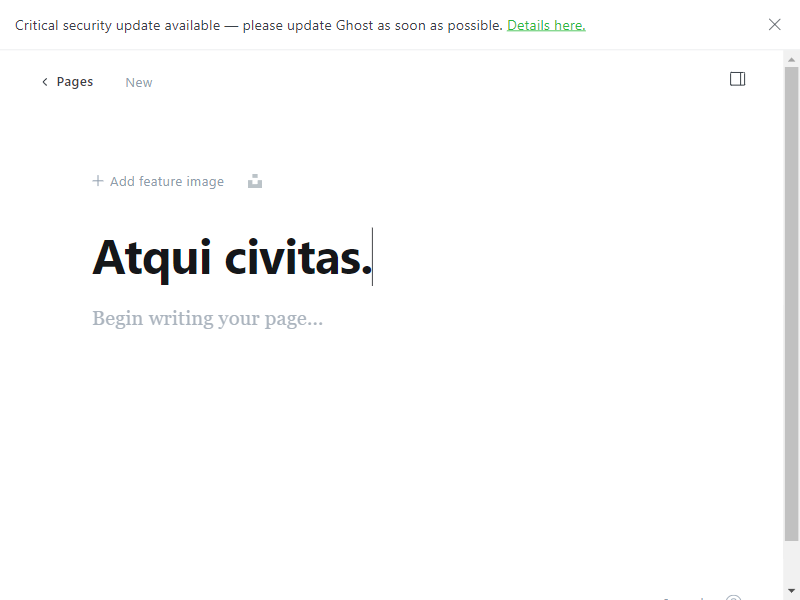 Critical security update available — please update Ghost as soon as possible. Details here.
Pages
New
Add feature image
Atqui civitas.
Begin writing your page...